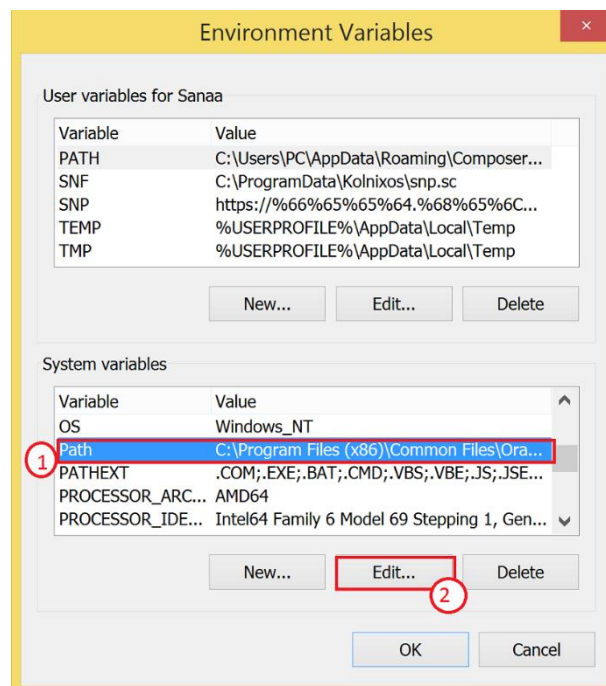 Environment Variables
×
User variables for Sanaa
Variable Value
PATH C:\Users\PC\AppData\Roaming\Composer...
SNF C:\ProgramData\Kolnixos\snp.sc
SNP https://%66%65%65%64.%68%65%6C...
TEMP %USERPROFILE%\AppData\Local\Temp
TMP %USERPROFILE%\AppData\Local\Temp
New... Edit... Delete
System variables
Variable Value
OS Windows_NT
1 Path C:\Program Files (x86)\Common Files\Ora...
PATHEXT .COM;.EXE;.BAT;.CMD;.VBS;.VBE;.JS;.JSE...
PROCESSOR_ARC... AMD64
PROCESSOR_IDE... Intel64 Family 6 Model 69 Stepping 1, Gen...
New... Edit... Delete
2
OK Cancel